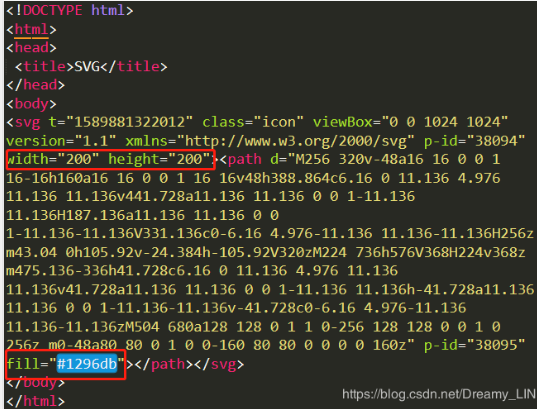 <!DOCTYPE html>
<html>
<head>
<title>SVG</title>
</head>
<body>
<svg t="1589881322012" class="icon" viewBox="0 0 1024 1024"
version="1.1" xmlns="http://www.w3.org/2000/svg" p-id="38094"
width="200" height="200"><path d="M256 320v-48a16 16 0 0 1
16-16h160a16 16 0 0 1 16 16v48h388.864c6.16 0 11.136 4.976
11.136 11.136v441.728a11.136 11.136 0 0 1-11.136
11.136H187.136a11.136 11.136 0 0
1-11.136-11.136V331.136c0-6.16 4.976-11.136 11.136-11.136H256z
m43.04 0h105.92v-24.384h-105.92V320zM224 736h576V368H224v368z
m475.136-336h41.728c6.16 0 11.136 4.976 11.136
11.136v41.728a11.136 11.136 0 0 1-11.136 11.136h-41.728a11.136
11.136 0 0 1-11.136-11.136v-41.728c0-6.16 4.976-11.136
11.136-11.136zM504 680a128 128 0 1 1 0-256 128 128 0 0 1 0
256z m0-48a80 80 0 1 0 0-160 80 80 0 0 0 0 160z" p-id="38095"
fill="#1296db"></path></svg>
</body>
</html>
https://blog.csdn.net/Dreamy_LIN